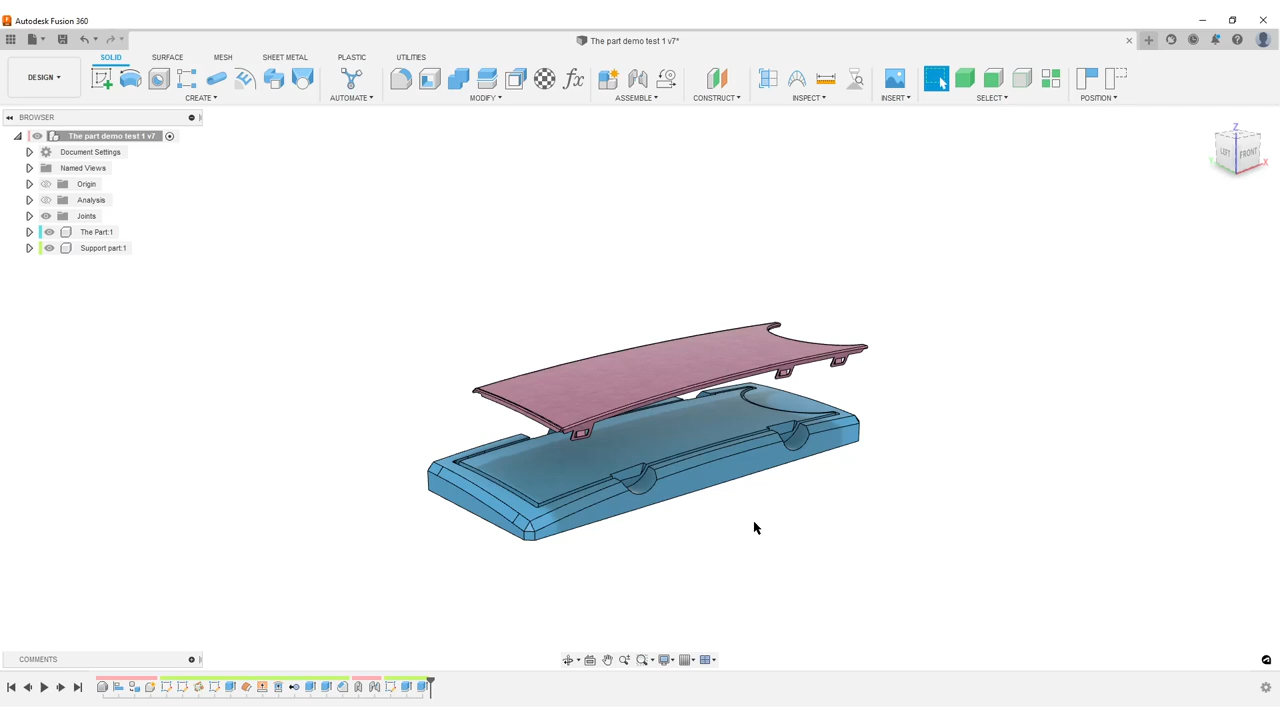 Autodesk Fusion 360
The part demo test 1 v7*
DESIGN
SOLID SURFACE MESH SHEET METAL PLASTIC UTILITIES
CREATE AUTOMATE MODIFY ASSEMBLE CONSTRUCT INSPECT INSERT SELECT POSITION
BROWSER
The part demo test 1 v7
Document Settings
Named Views
Origin
Analysis
Joints
The Part:1
Support part:1
Z
LEFT FRONT
Y X
COMMENTS